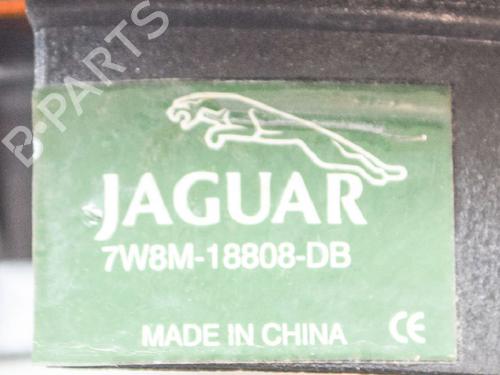 B-PARTS
JAGUAR
7W8M-18808-DB
MADE IN CHINA CE